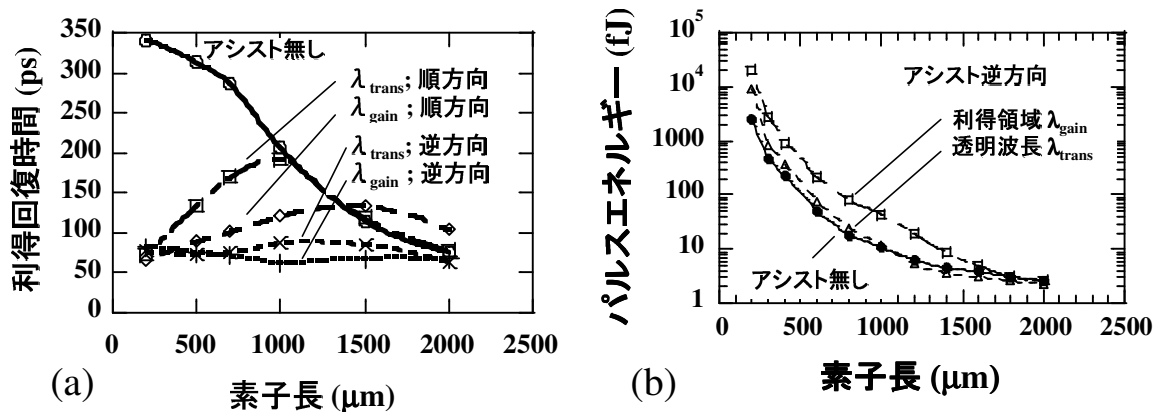 350
300
250
200
150
100
50
0
利得回復時間 (ps)
アシスト無し
λtrans; 順方向
λgain ; 順方向
λtrans; 逆方向
λgain ; 逆方向
0 500 1000 1500 2000 2500
素子長 (μm)
(a)
10^5
10^4
1000
100
10
1
パルスエネルギー (fJ)
アシスト逆方向
利得領域 λgain
透明波長 λtrans
アシスト無し
0 500 1000 1500 2000 2500
素子長 (μm)
(b)